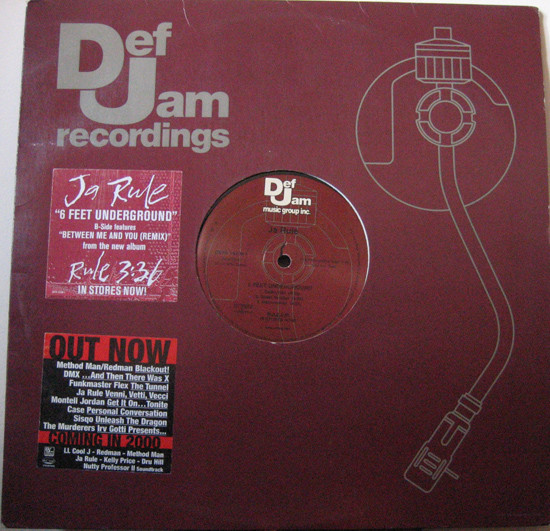 Def
Jam
recordings
Ja Rule
"6 FEET UNDERGROUND"
B-Side features
"BETWEEN ME AND YOU (REMIX)"
from the new album
Rule 3:36
IN STORES NOW!
Def
Jam
music group inc.
Ja Rule
OUT NOW
Method Man/Redman Blackout!
DMX ...And Then There Was X
Funkmaster Flex The Tunnel
Ja Rule Venni, Vetti, Vecci
Montell Jordan Get It On...Tonite
Case Personal Conversation
Sisqo Unleash The Dragon
The Murderers Irv Gotti Presents...
COMING IN 2000
LL Cool J - Redman - Method Man
Ja Rule - Kelly Price - Dru Hill
Nutty Professor II Soundtrack